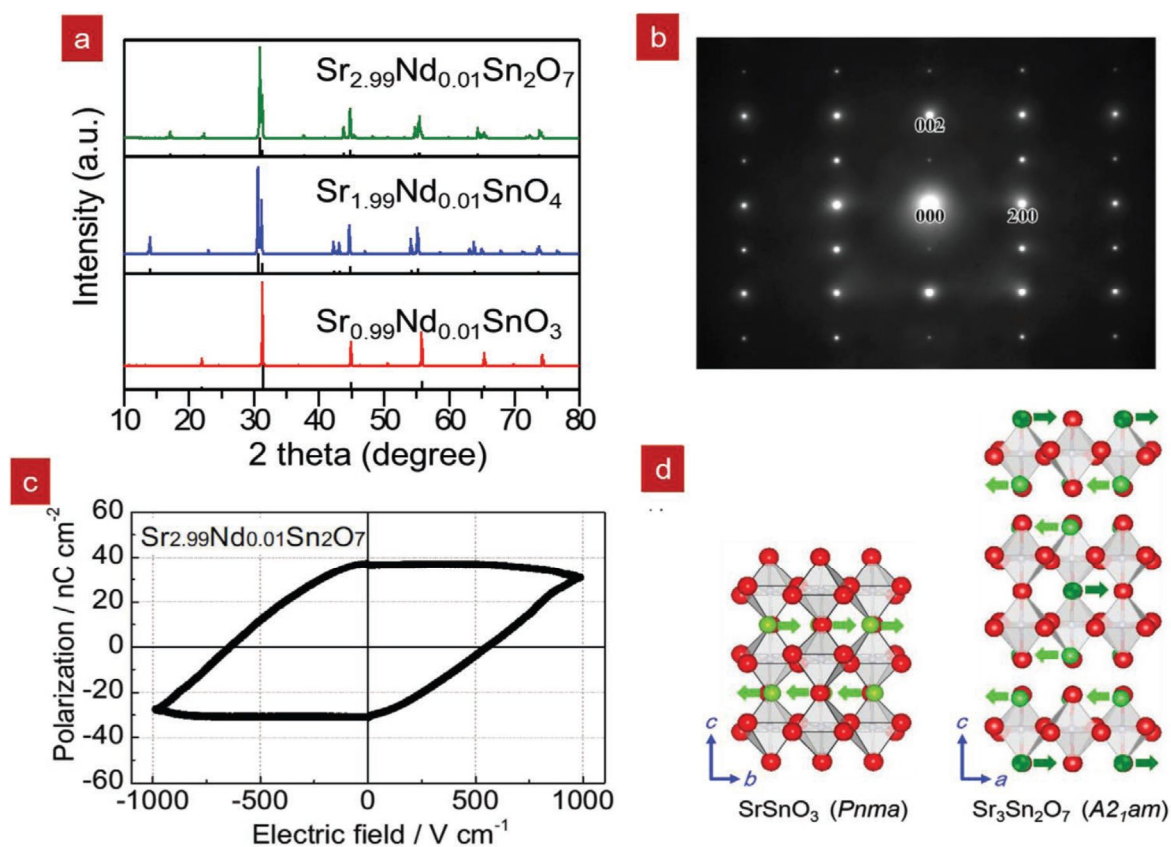 a
Sr2.99Nd0.01Sn2O7
Sr1.99Nd0.01SnO4
Sr0.99Nd0.01SnO3
Intensity (a.u.)
10 20 30 40 50 60 70 80
2 theta (degree)
b
002
000
200
c
Sr2.99Nd0.01Sn2O7
60
40
20
0
-20
-40
-60
-1000 -500 0 500 1000
Polarization / nC cm-2
Electric field / V cm-1
d
c
b
SrSnO3 (Pnma)
c
a
Sr3Sn2O7 (A21am)